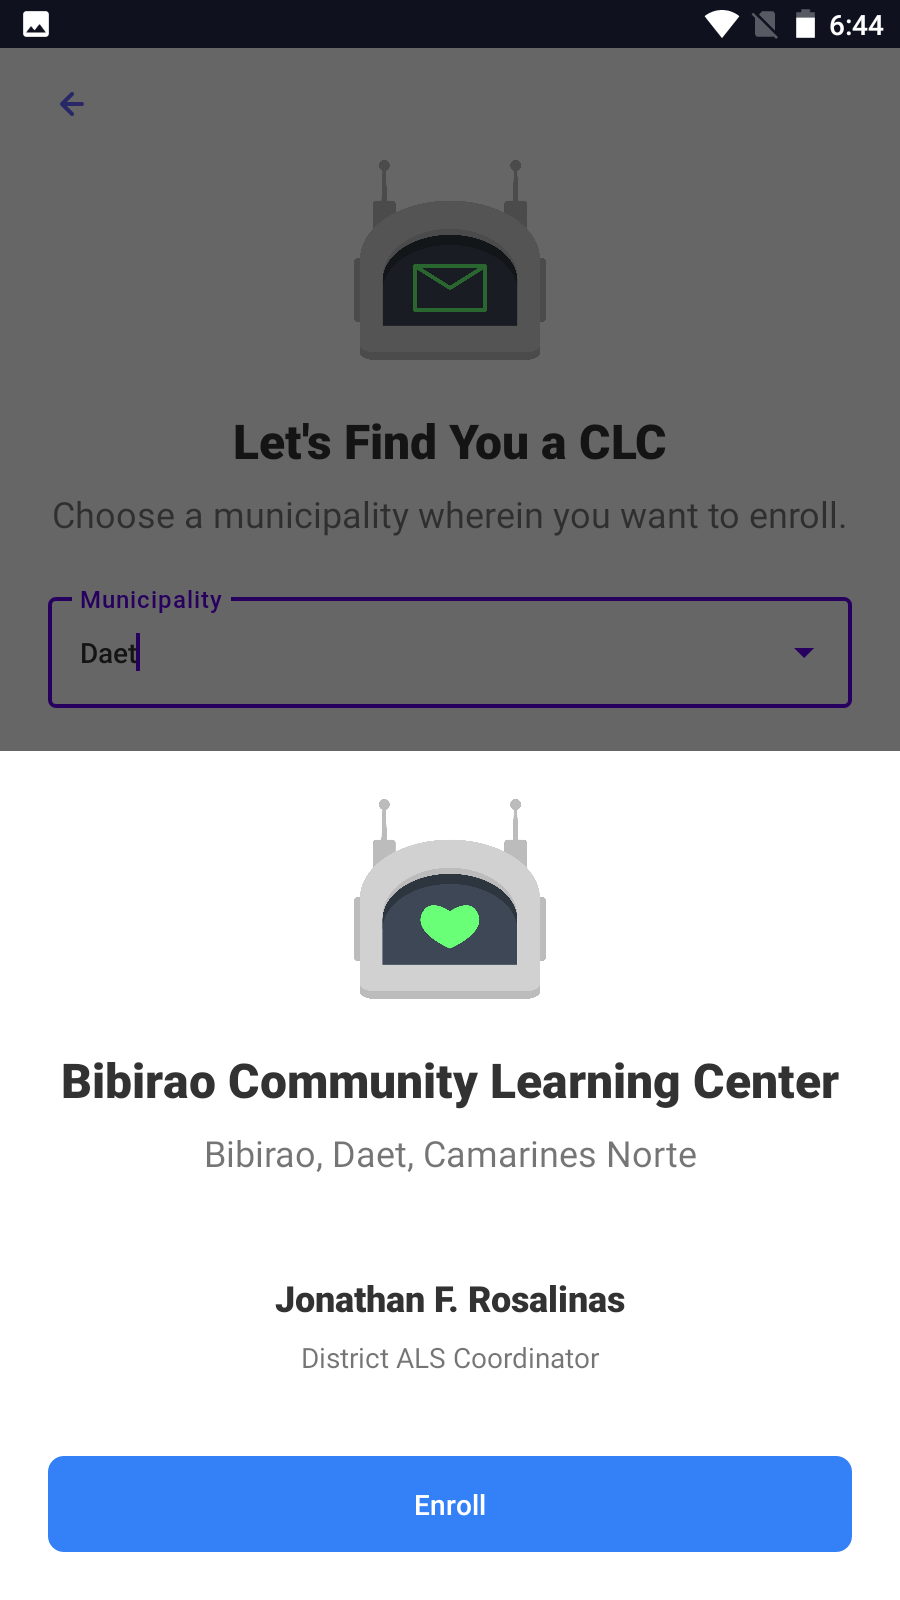 6:44
Let's Find You a CLC
Choose a municipality wherein you want to enroll.
Municipality
Daet
Bibirao Community Learning Center
Bibirao, Daet, Camarines Norte
Jonathan F. Rosalinas
District ALS Coordinator
Enroll